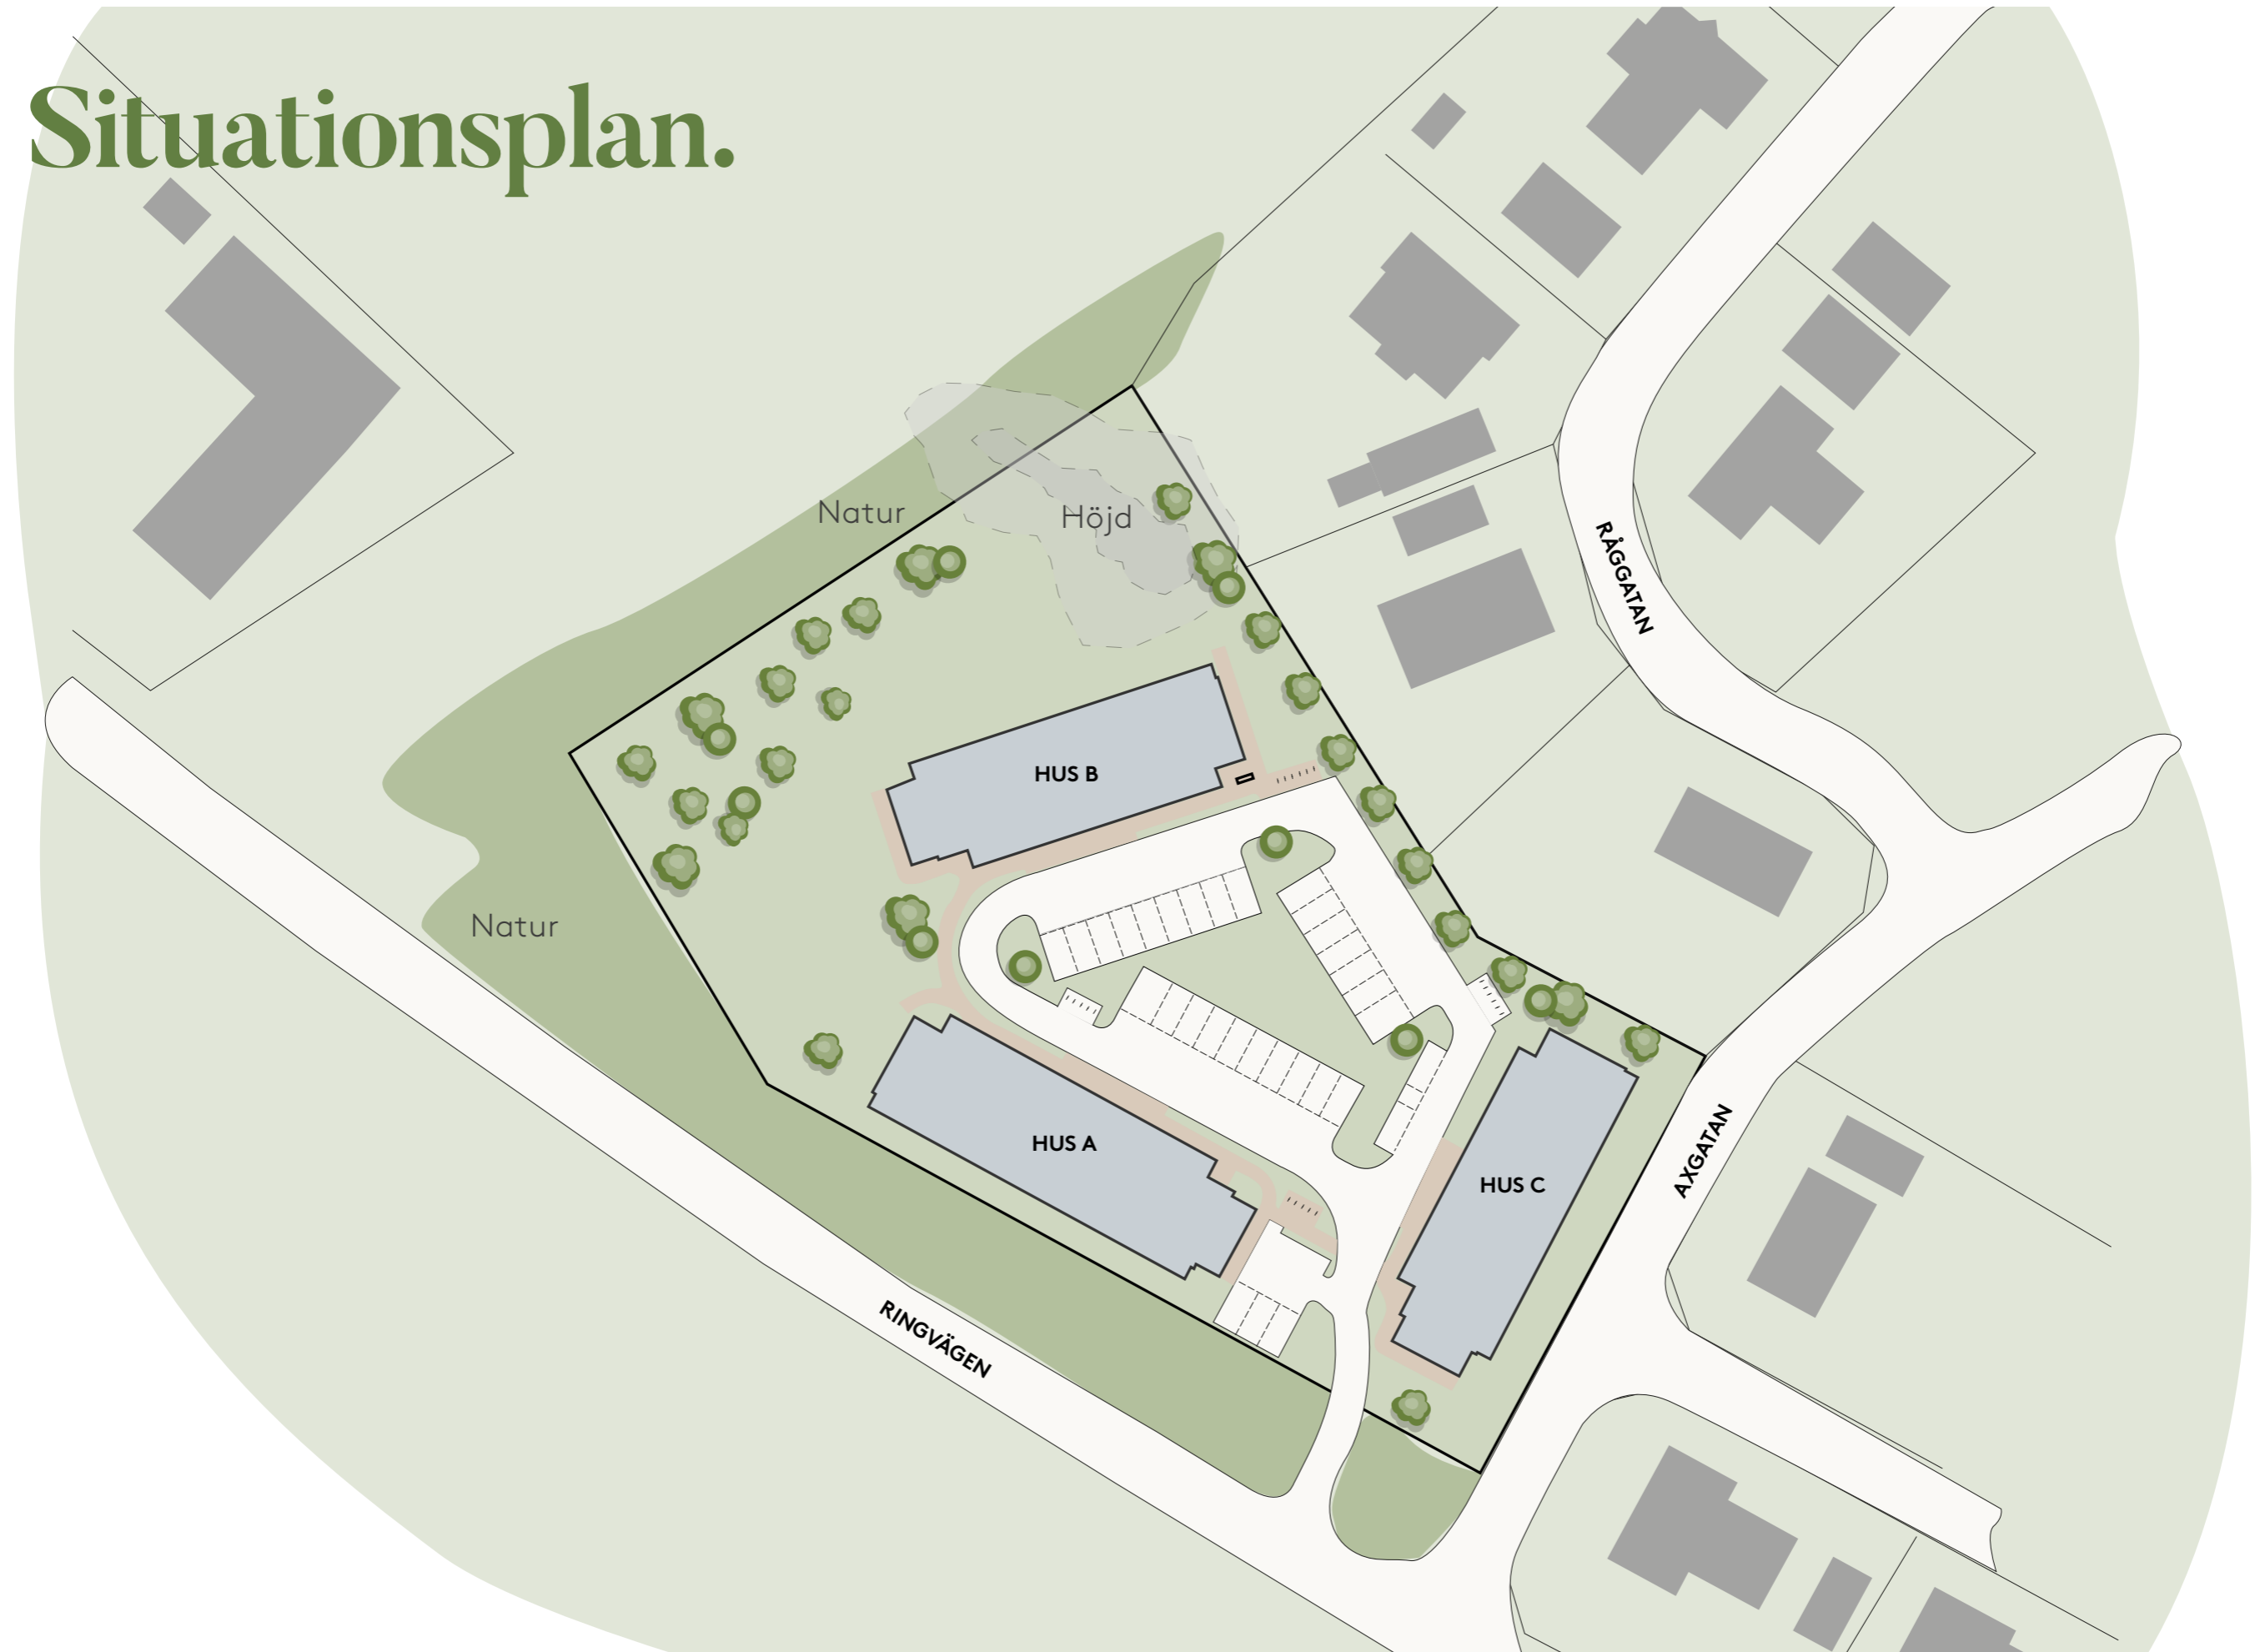 Situationsplan.
Natur
Höjd
RÅGGATAN
HUS B
Natur
HUS A
HUS C
AXGATAN
RINGVÄGEN